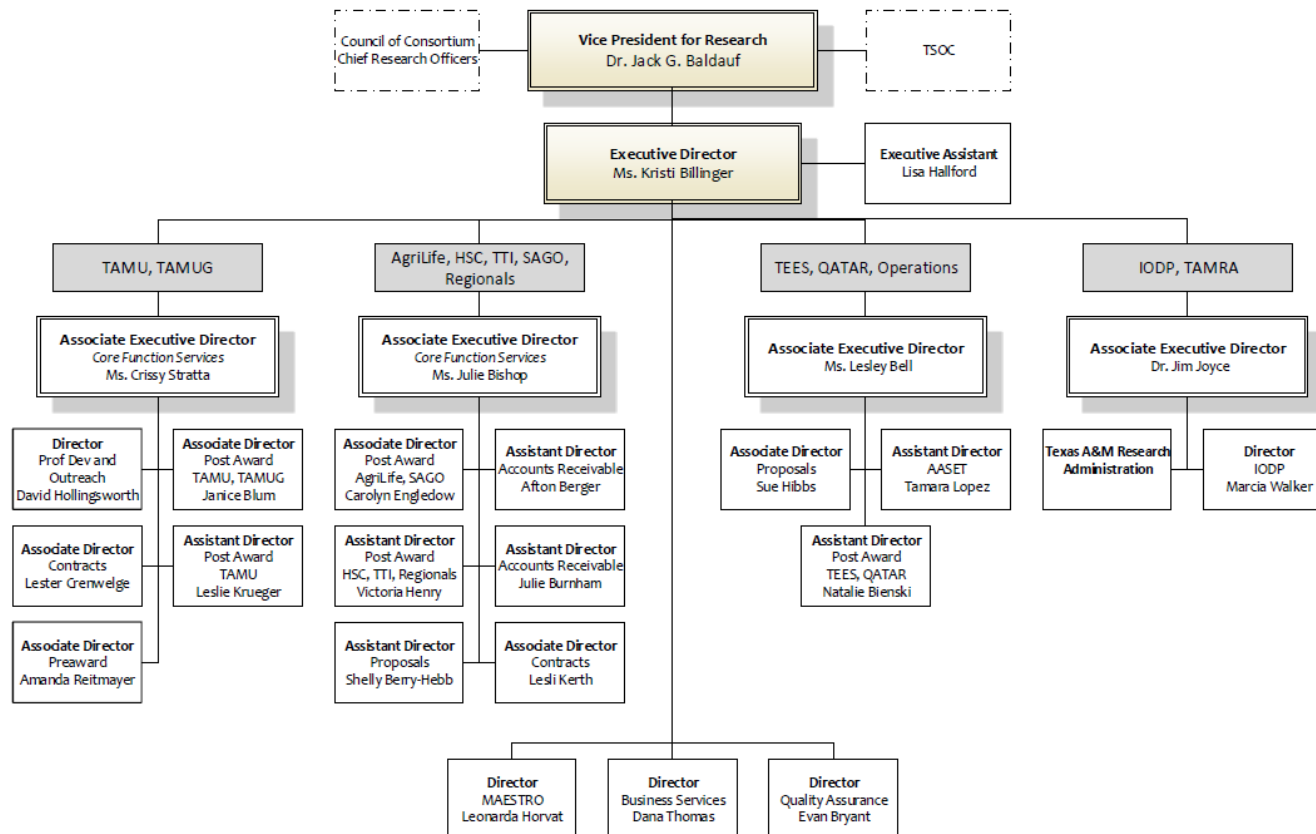 Council of Consortium
Chief Research Officers
Vice President for Research
Dr. Jack G. Baldauf
TSOC
Executive Director
Ms. Kristi Billinger
Executive Assistant
Lisa Hallford
TAMU, TAMUG
AgriLife, HSC, TTI, SAGO,
Regionals
TEES, QATAR, Operations
IODP, TAMRA
Associate Executive Director
Core Function Services
Ms. Crissy Stratta
Associate Executive Director
Core Function Services
Ms. Julie Bishop
Associate Executive Director
Ms. Lesley Bell
Associate Executive Director
Dr. Jim Joyce
Director
Prof Dev and
Outreach
David Hollingsworth
Associate Director
Post Award
TAMU, TAMUG
Janice Blum
Associate Director
Post Award
AgriLife, SAGO
Carolyn Engledow
Assistant Director
Accounts Receivable
Afton Berger
Associate Director
Proposals
Sue Hibbs
Assistant Director
AASET
Tamara Lopez
Texas A&M Research
Administration
Director
IODP
Marcia Walker
Associate Director
Contracts
Lester Grenwelge
Assistant Director
Post Award
TAMU
Leslie Krueger
Assistant Director
Post Award
HSC, TTI, Regionals
Victoria Henry
Assistant Director
Accounts Receivable
Julie Burnham
Assistant Director
Post Award
TEES, QATAR
Natalie Bienski
Associate Director
Preaward
Amanda Reitmayer
Assistant Director
Proposals
Shelly Berry-Hebb
Associate Director
Contracts
Lesli Kerth
Director
MAESTRO
Leonarda Horvat
Director
Business Services
Dana Thomas
Director
Quality Assurance
Evan Bryant